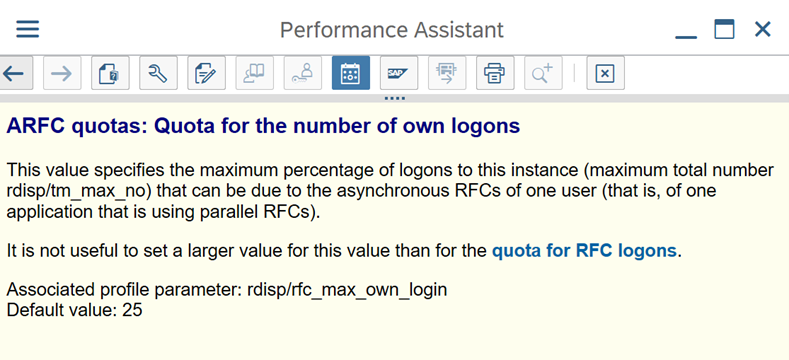 Performance Assistant
SAP
ARFC quotas: Quota for the number of own logons
This value specifies the maximum percentage of logons to this instance (maximum total number
rdisp/tm_max_no) that can be due to the asynchronous RFCs of one user (that is, of one
application that is using parallel RFCs).
It is not useful to set a larger value for this value than for the quota for RFC logons.
Associated profile parameter: rdisp/rfc_max_own_login
Default value: 25